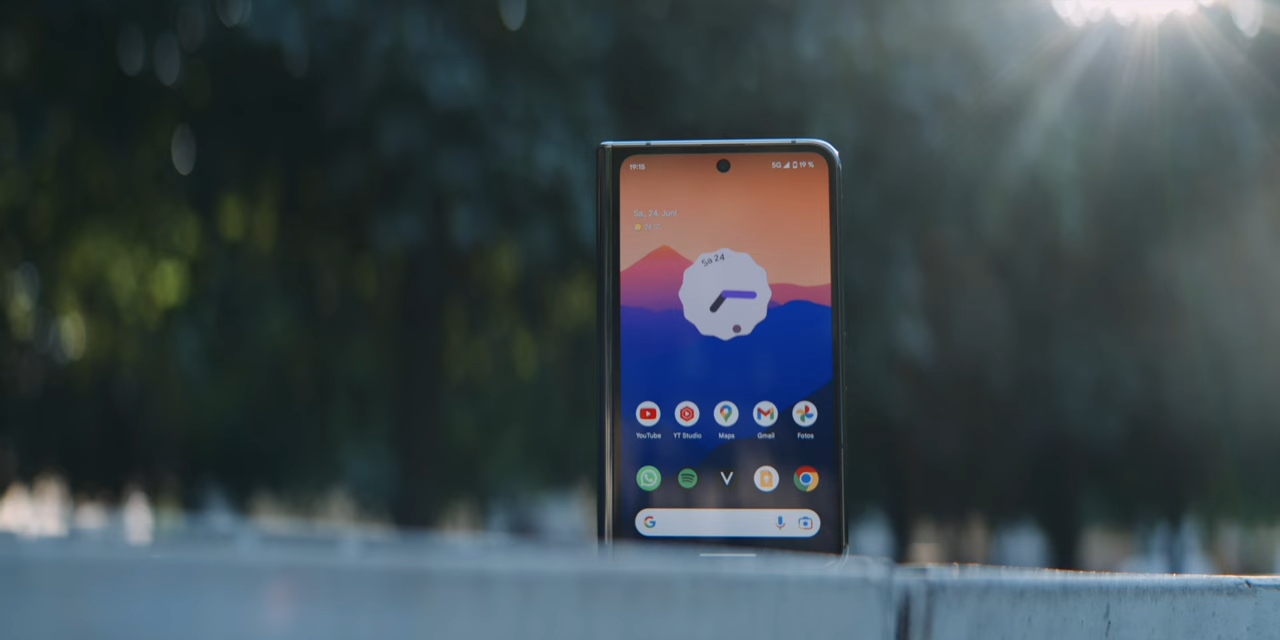 19:15
5G 19 %
Sa., 24. Juni
Sa 24
YouTube YT Studio Maps Gmail Fotos